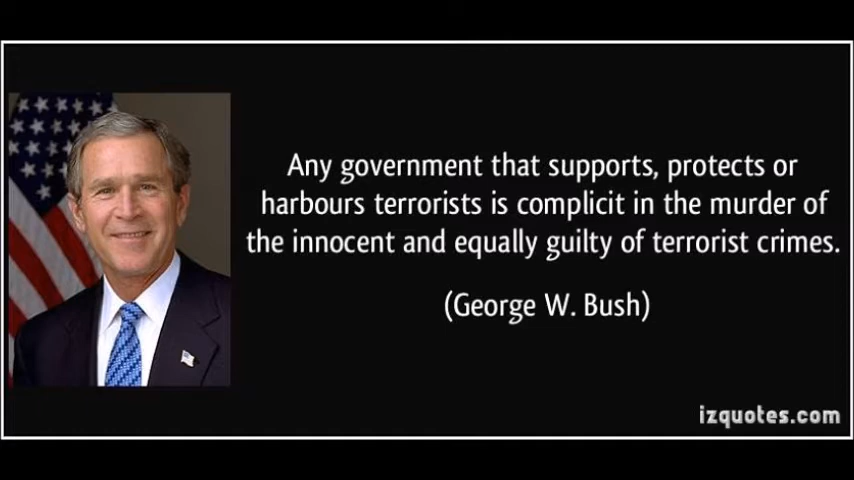 Any government that supports, protects or
harbours terrorists is complicit in the murder of
the innocent and equally guilty of terrorist crimes.
(George W. Bush)
izquotes.com